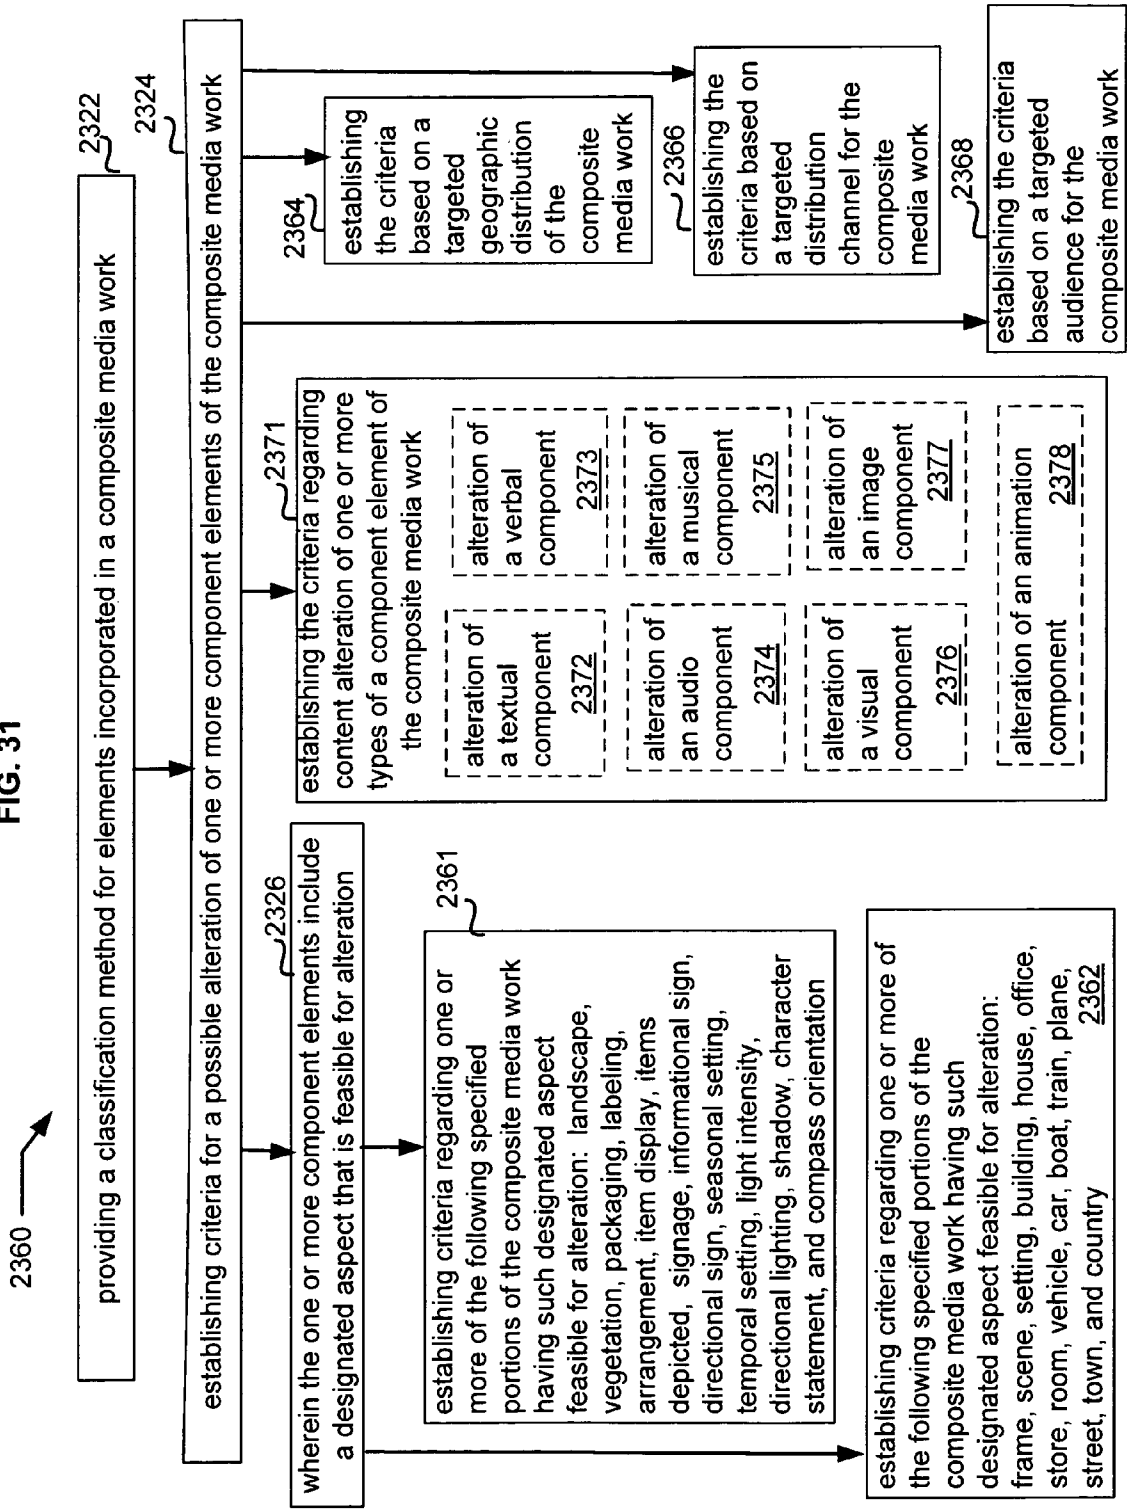 FIG. 31
2360
2322
providing a classification method for elements incorporated in a composite media work
2324
establishing criteria for a possible alteration of one or more component elements of the composite media work
2326
wherein the one or more component elements include
a designated aspect that is feasible for alteration
2361
establishing criteria regarding one or
more of the following specified
portions of the composite media work
having such designated aspect
feasible for alteration: landscape,
vegetation, packaging, labeling,
arrangement, item display, items
depicted, signage, informational sign,
directional sign, seasonal setting,
temporal setting, light intensity,
directional lighting, shadow, character
statement, and compass orientation
establishing criteria regarding one or more of
the following specified portions of the
composite media work having such
designated aspect feasible for alteration:
frame, scene, setting, building, house, office,
store, room, vehicle, car, boat, train, plane,
street, town, and country
2362
2371
establishing the criteria regarding
content alteration of one or more
types of a component element of
the composite media work
alteration of
a textual
component
2372
alteration of
a verbal
component
2373
alteration of
an audio
component
2374
alteration of
a musical
component
2375
alteration of
a visual
component
2376
alteration of
an image
component
2377
alteration of an animation
component
2378
2364
establishing
the criteria
based on a
targeted
geographic
distribution
of the
composite
media work
2366
establishing the
criteria based on
a targeted
distribution
channel for the
composite
media work
2368
establishing the criteria
based on a targeted
audience for the
composite media work